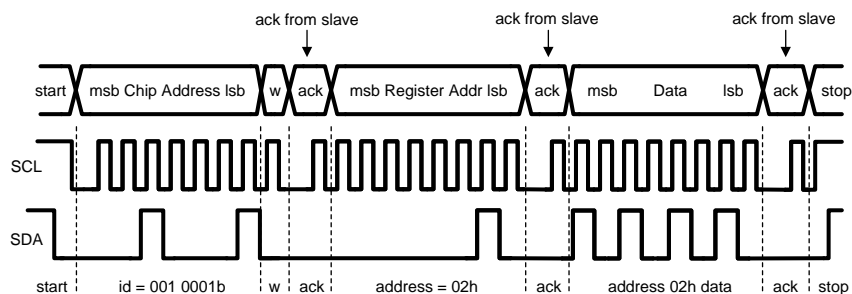 ack from slave ack from slave ack from slave
start msb Chip Address lsb w ack msb Register Addr lsb ack msb Data lsb ack stop
SCL
SDA
start id = 001 0001b w ack address = 02h ack address 02h data ack stop